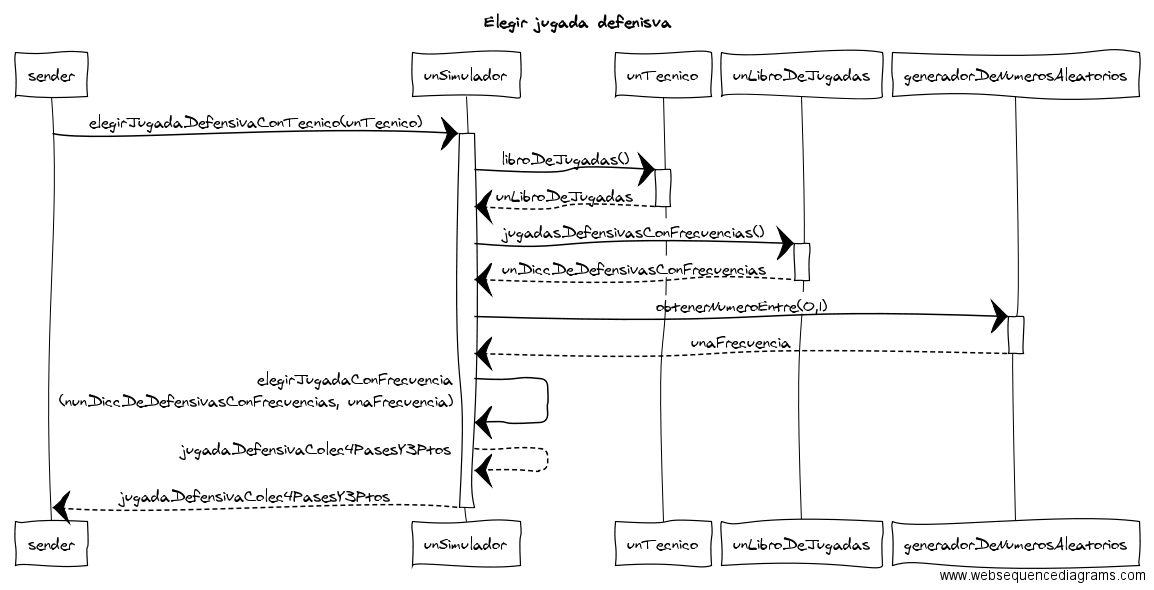 Elegir jugada defenisva
sender
unSimulador
unTecnico
unLibroDeJugadas
generadorDeNumerosAleatorios
elegirJugadaDefensivaConTecnico(unTecnico)
libroDeJugadas()
unLibroDeJugadas
jugadasDefensivasConFrecuencias()
unDiccDeDefensivasConFrecuencias
obtenerNumeroEntre(0,1)
unaFrecuencia
elegirJugadaConFrecuencia
(nunDiccDeDefensivasConFrecuencias, unaFrecuencia)
jugadaDefensivaColec4PasesY3Ptos
jugadaDefensivaColec4PasesY3Ptos
sender
unSimulador
unTecnico
unLibroDeJugadas
generadorDeNumerosAleatorios
www.websequencediagrams.com